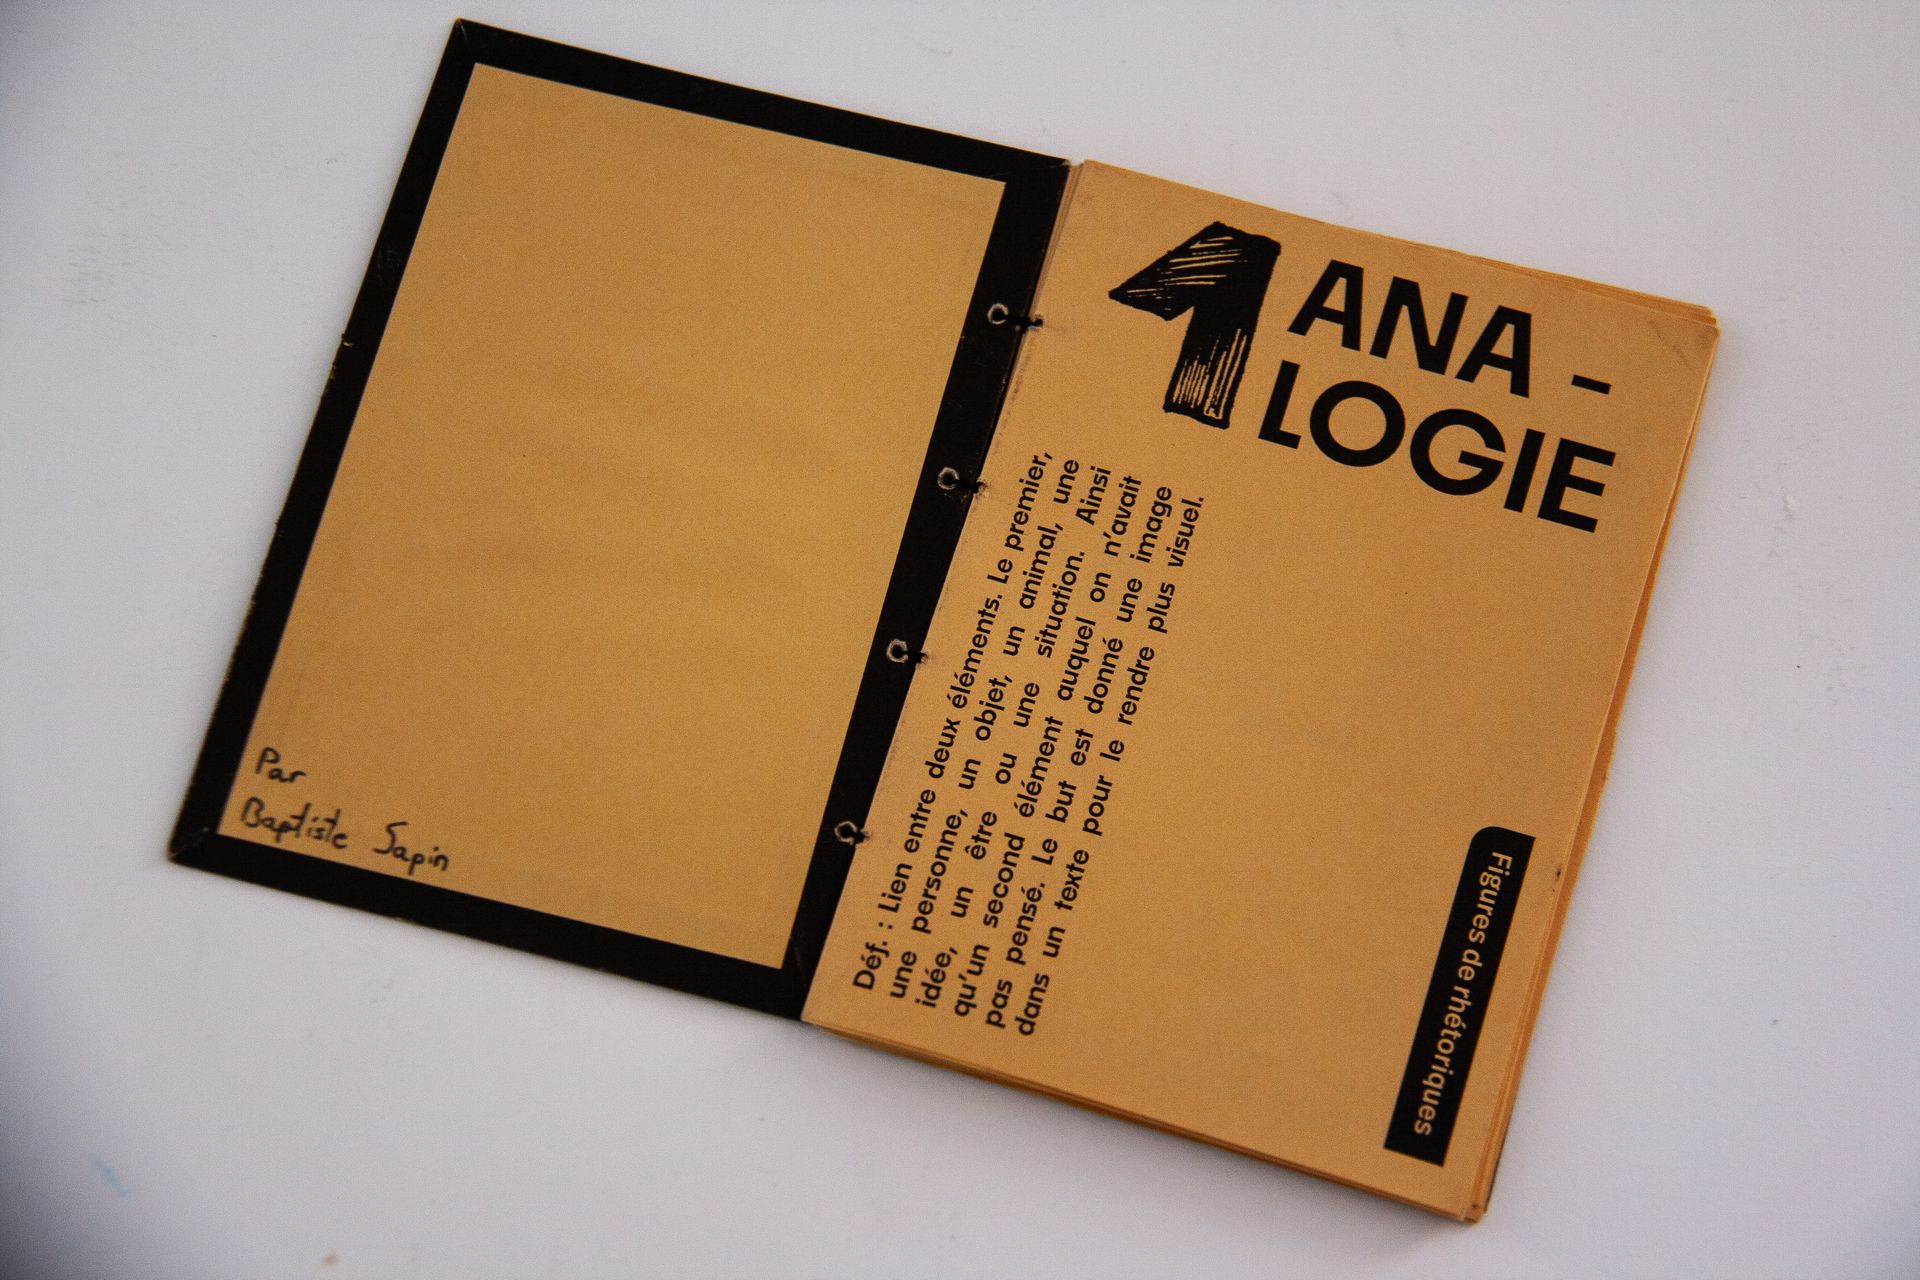 Par
Baptiste Sapin
1
ANA -
LOGIE
Déf. : Lien entre deux éléments. Le premier,
une personne, un objet, un animal, une
idée, un être ou une situation. Ainsi
qu'un second élément auquel on n'avait
pas pensé. Le but est donné une image
dans un texte pour le rendre plus visuel.
Figures de rhétoriques